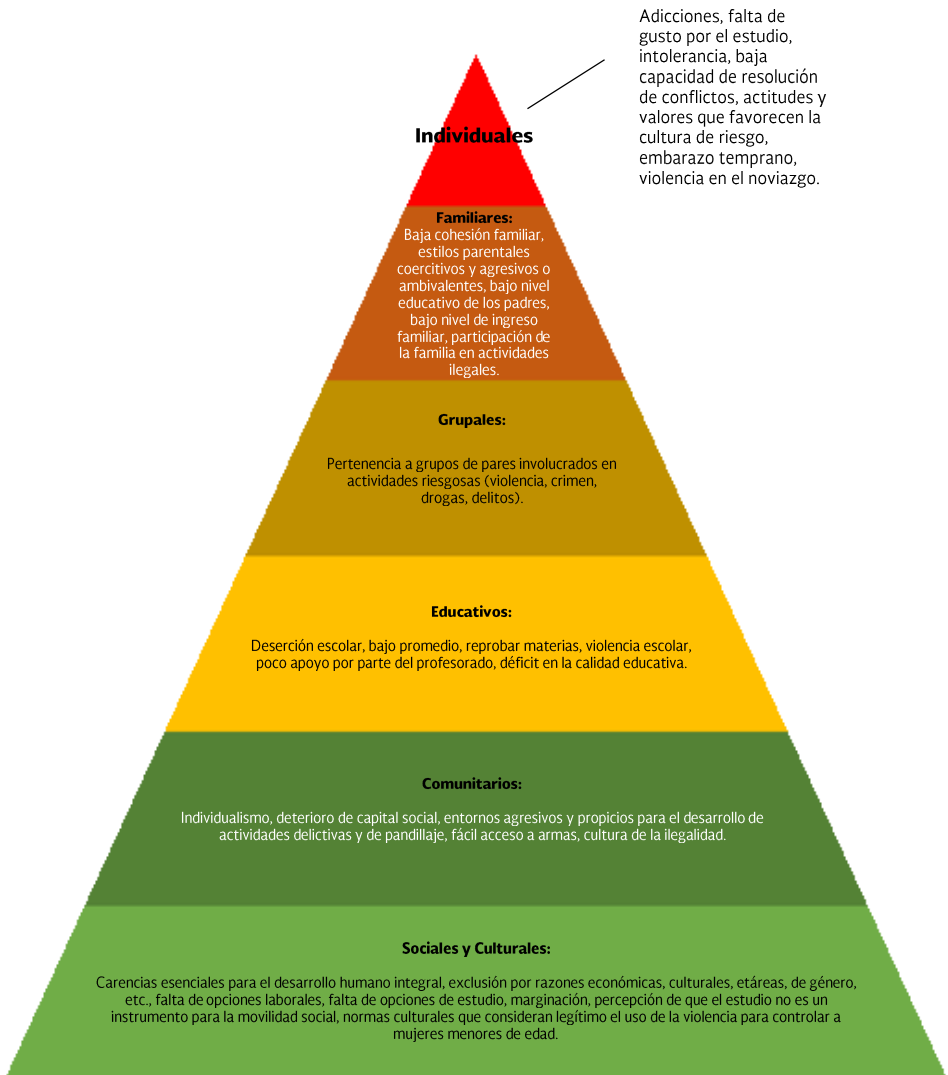 Adicciones, falta de
gusto por el estudio,
intolerancia, baja
capacidad de resolución
de conflictos, actitudes y
valores que favorecen la
cultura de riesgo,
embarazo temprano,
violencia en el noviazgo.
Individuales
Familiares:
Baja cohesión familiar,
estilos parentales
coercitivos y agresivos o
ambivalentes, bajo nivel
educativo de los padres,
bajo nivel de ingreso
familiar, participación de
la familia en actividades
ilegales.
Grupales:
Pertenencia a grupos de pares involucrados en
actividades riesgosas (violencia, crimen,
drogas, delitos).
Educativos:
Deserción escolar, bajo promedio, reprobar materias, violencia escolar,
poco apoyo por parte del profesorado, déficit en la calidad educativa.
Comunitarios:
Individualismo, deterioro de capital social, entornos agresivos y propicios para el desarrollo de
actividades delictivas y de pandillaje, fácil acceso a armas, cultura de la ilegalidad.
Sociales y Culturales:
Carencias esenciales para el desarrollo humano integral, exclusión por razones económicas, culturales, etáreas, de género,
etc., falta de opciones laborales, falta de opciones de estudio, marginación, percepción de que el estudio no es un
instrumento para la movilidad social, normas culturales que consideran legítimo el uso de la violencia para controlar a
mujeres menores de edad.